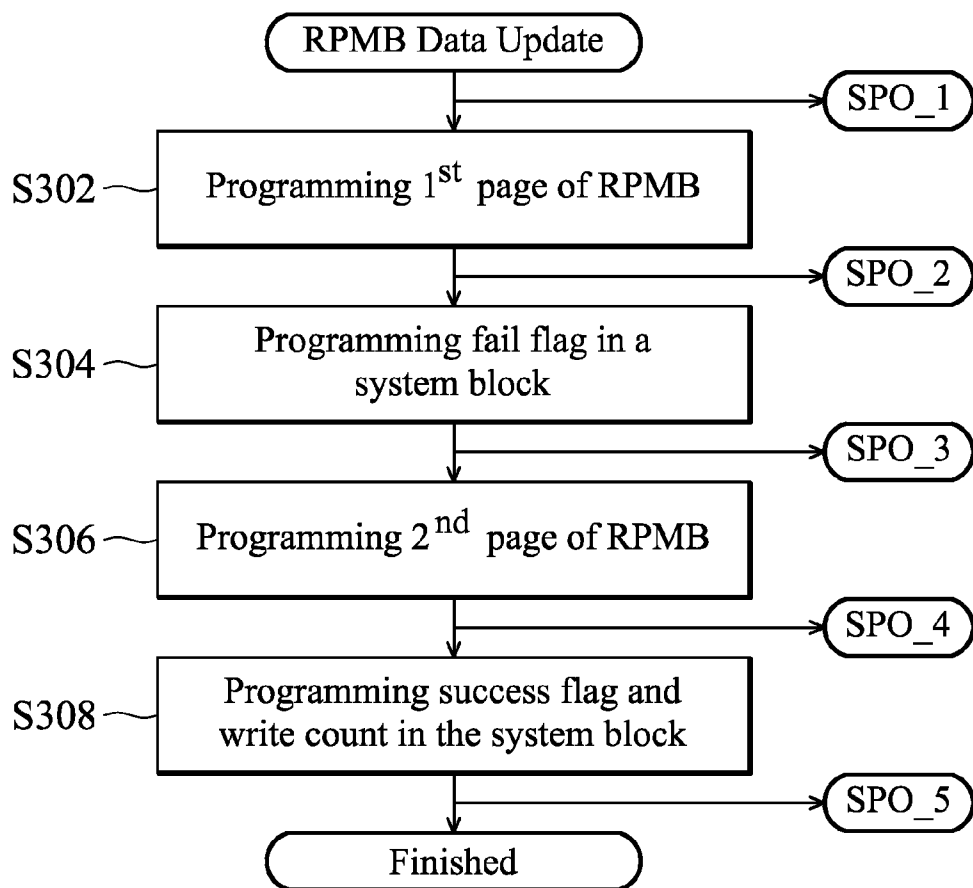 RPMB Data Update
SPO_1
S302
Programming 1st page of RPMB
SPO_2
S304
Programming fail flag in a
system block
SPO_3
S306
Programming 2nd page of RPMB
SPO_4
S308
Programming success flag and
write count in the system block
SPO_5
Finished